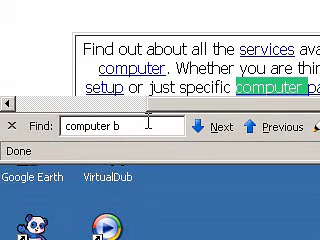 Find out about all the services ava
computer. Whether you are thin
setup or just specific computer pa
Find: computer b Next Previous
Done
Google Earth VirtualDub